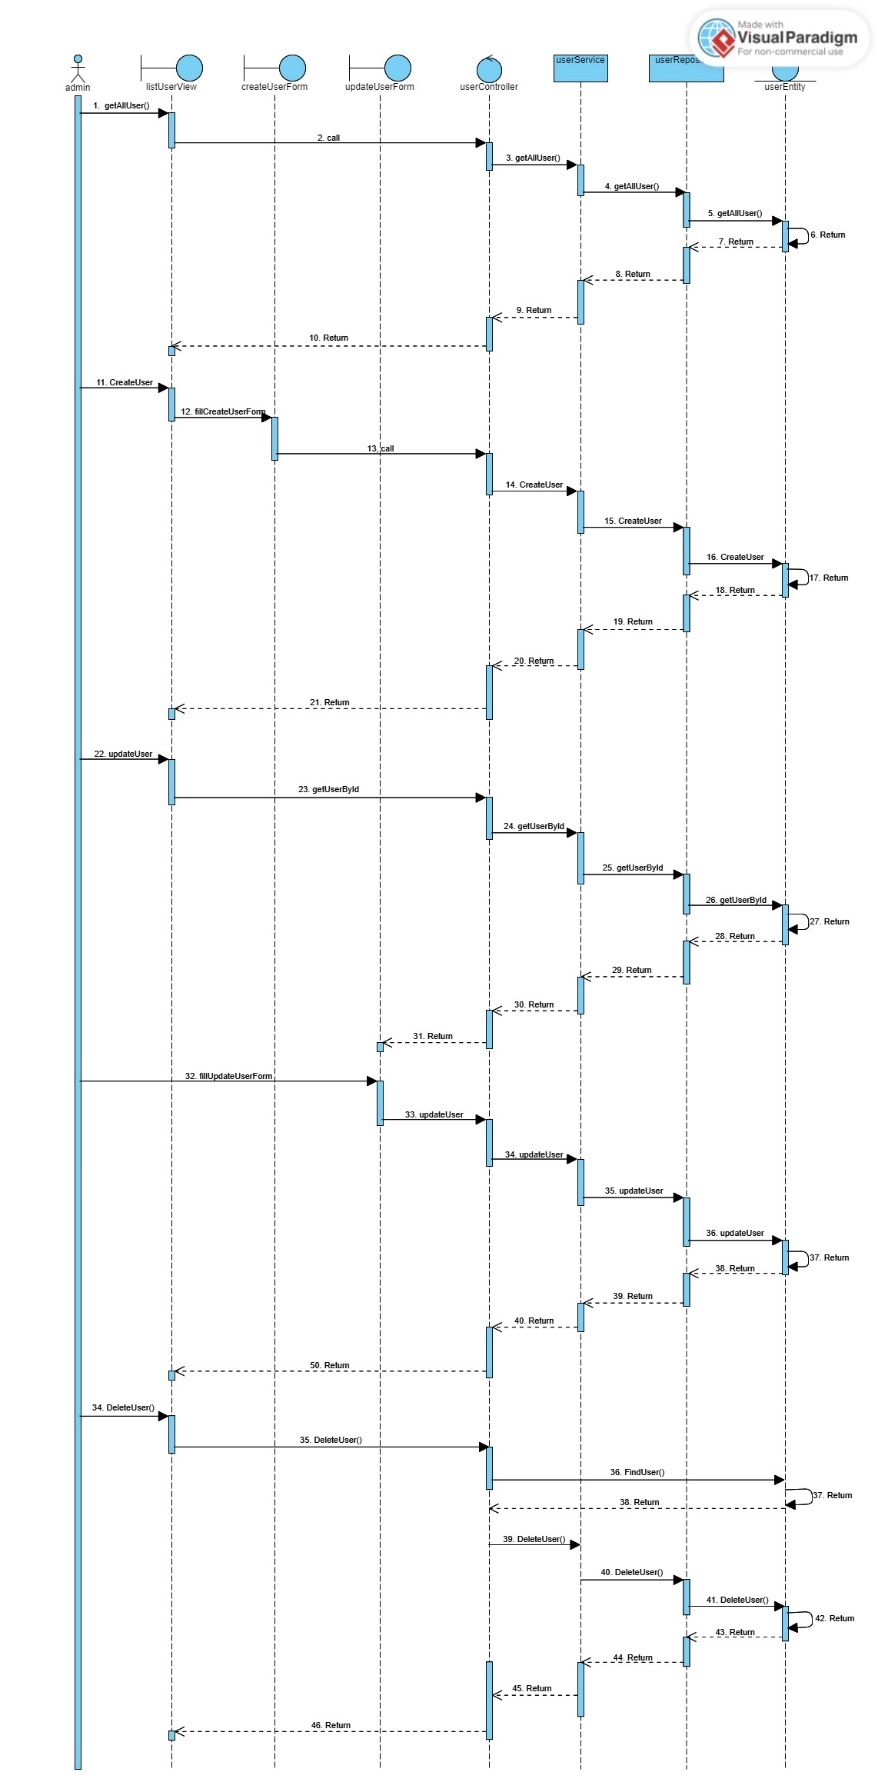 Made with
VisualParadigm
For non-commercial use
admin
listUserView
createUserForm
updateUserForm
userController
userService
userEntity
1. getAllUser()
2. call
3. getAllUser()
4. getAllUser()
5. getAllUser()
6. Return
7. Return
8. Return
9. Return
10. Return
11. CreateUser
12. fillCreateUserForm
13. call
14. CreateUser
15. CreateUser
16. CreateUser
17. Return
18. Return
19. Return
20. Return
21. Return
22. updateUser
23. getUserById
24. getUserById
25. getUserById
26. getUserById
27. Return
28. Return
29. Return
30. Return
31. Return
32. fillUpdateUserForm
33. updateUser
34. updateUser
35. updateUser
36. updateUser
37. Return
38. Return
39. Return
40. Return
50. Return
34. DeleteUser()
35. DeleteUser()
36. FindUser()
37. Return
38. Return
39. DeleteUser()
40. DeleteUser()
41. DeleteUser()
42. Return
43. Return
44. Return
45. Return
46. Return